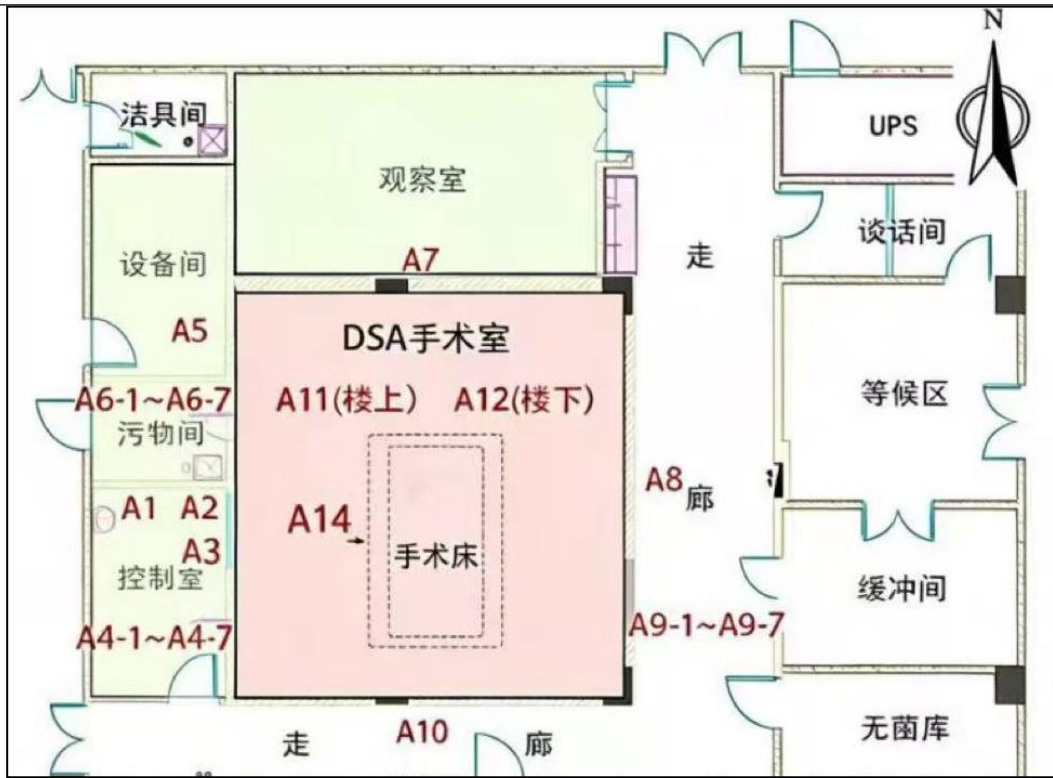 N
洁具间
UPS
观察室
谈话间
走
设备间
A7
A5
DSA手术室
A6-1~A6-7
A11(楼上)
A12(楼下)
等候区
污物间
A8
廊
A1
A2
A14
A3
手术床
控制室
缓冲间
A4-1~A4-7
A9-1~A9-7
无菌库
走
A10
廊